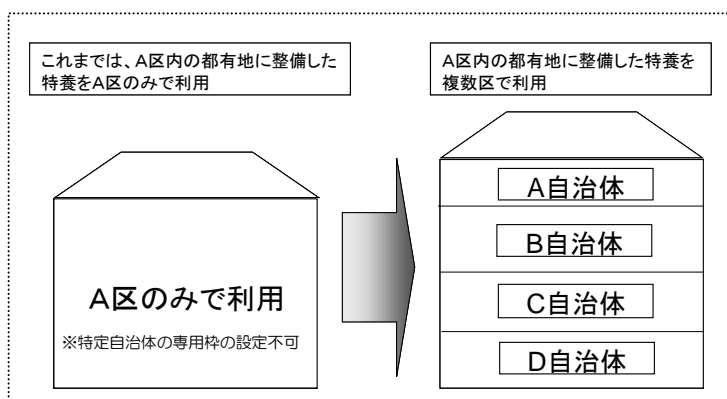 これまでは、A区内の都有地に整備した
特養をA区のみで利用
A区のみで利用
※特定自治体の専用枠の設定不可
A区内の都有地に整備した特養を
複数区で利用
A自治体
B自治体
C自治体
D自治体